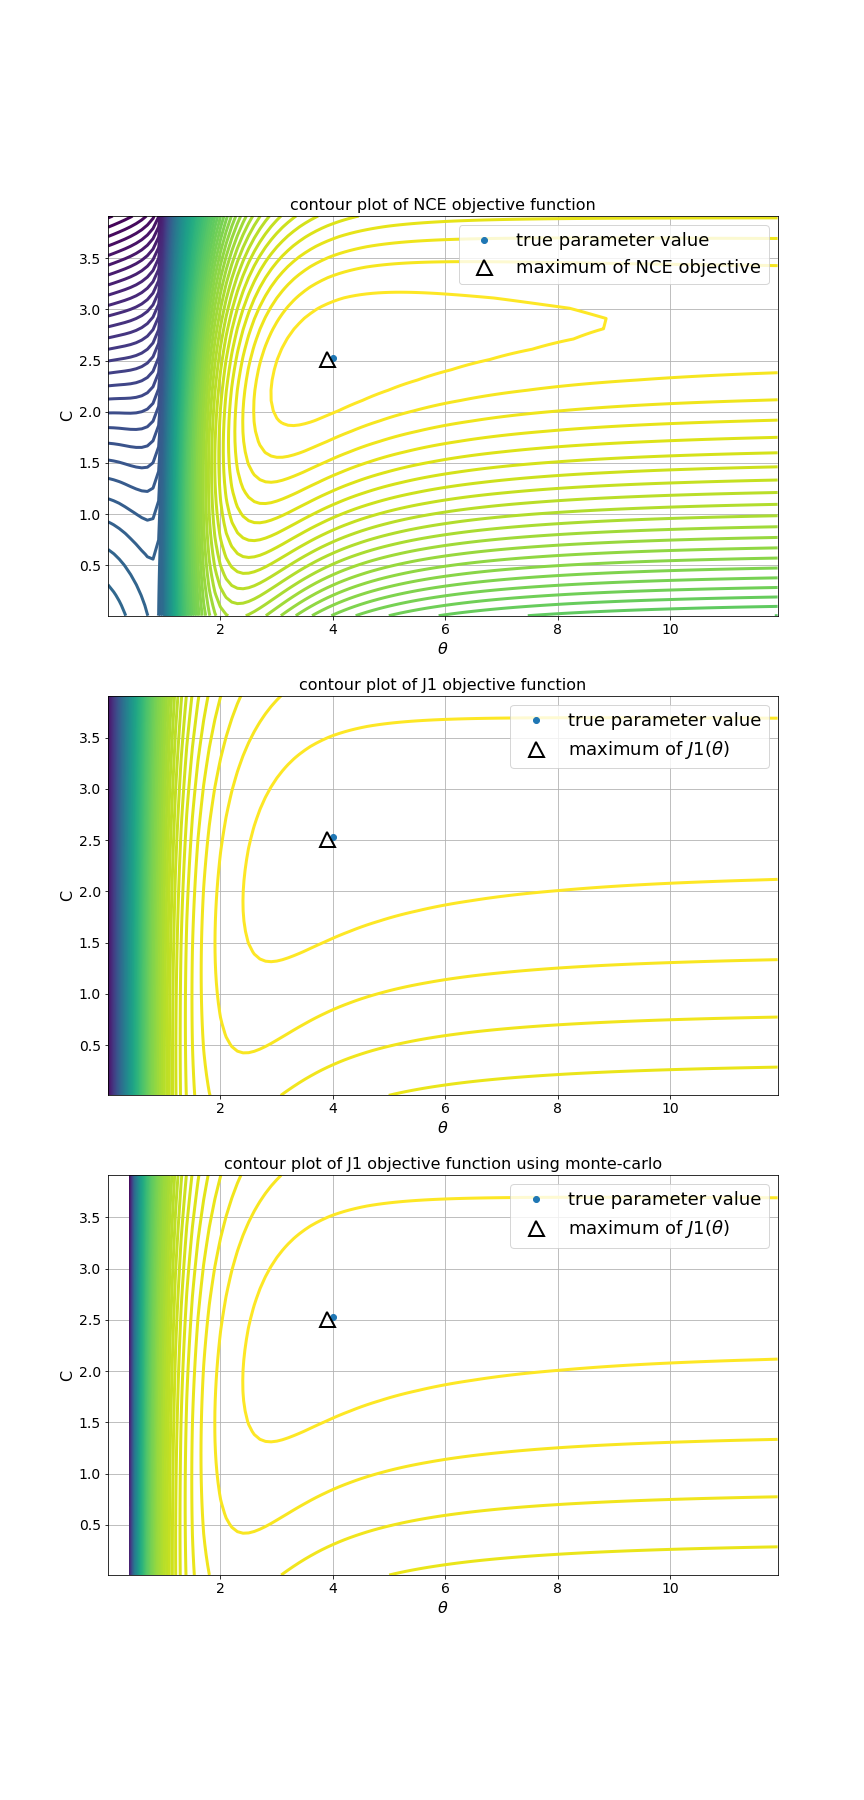 contour plot of NCE objective function
true parameter value
maximum of NCE objective
3.5
3.0
2.5
2.0
1.5
1.0
0.5
C
2 4 6 8 10
θ
contour plot of J1 objective function
true parameter value
maximum of J1(θ)
3.5
3.0
2.5
2.0
1.5
1.0
0.5
C
2 4 6 8 10
θ
contour plot of J1 objective function using monte-carlo
true parameter value
maximum of J1(θ)
3.5
3.0
2.5
2.0
1.5
1.0
0.5
C
2 4 6 8 10
θ